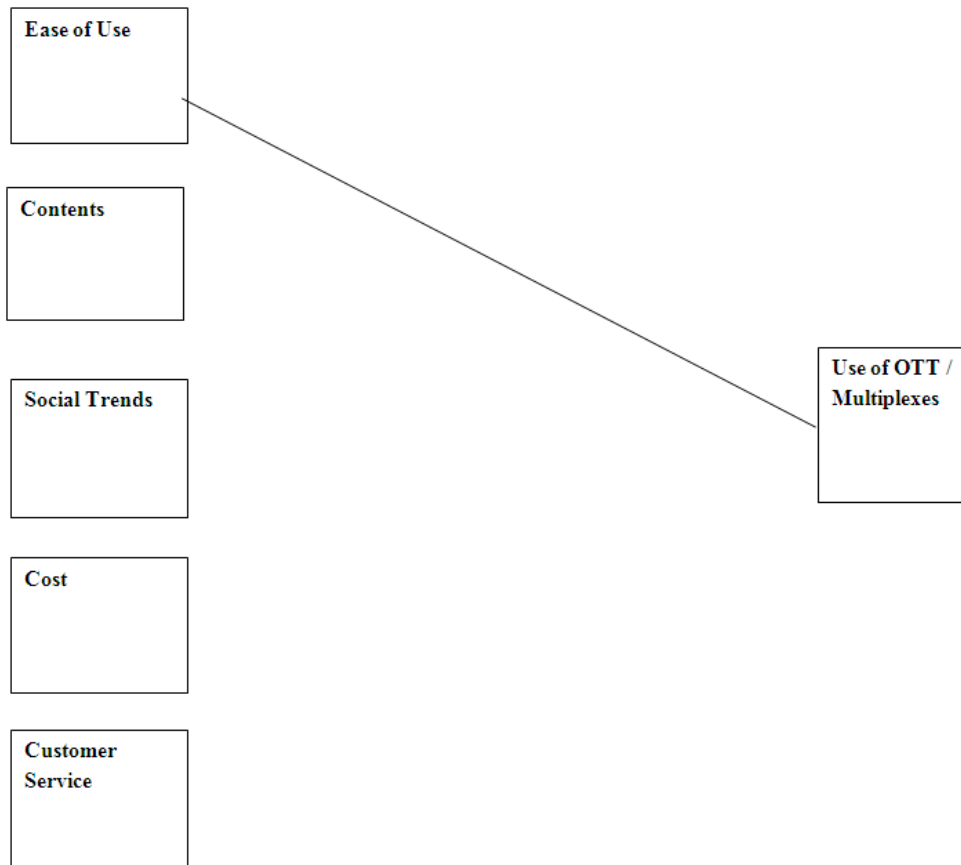 Ease of Use
Contents
Social Trends
Use of OTT /
Multiplexes
Cost
Customer
Service